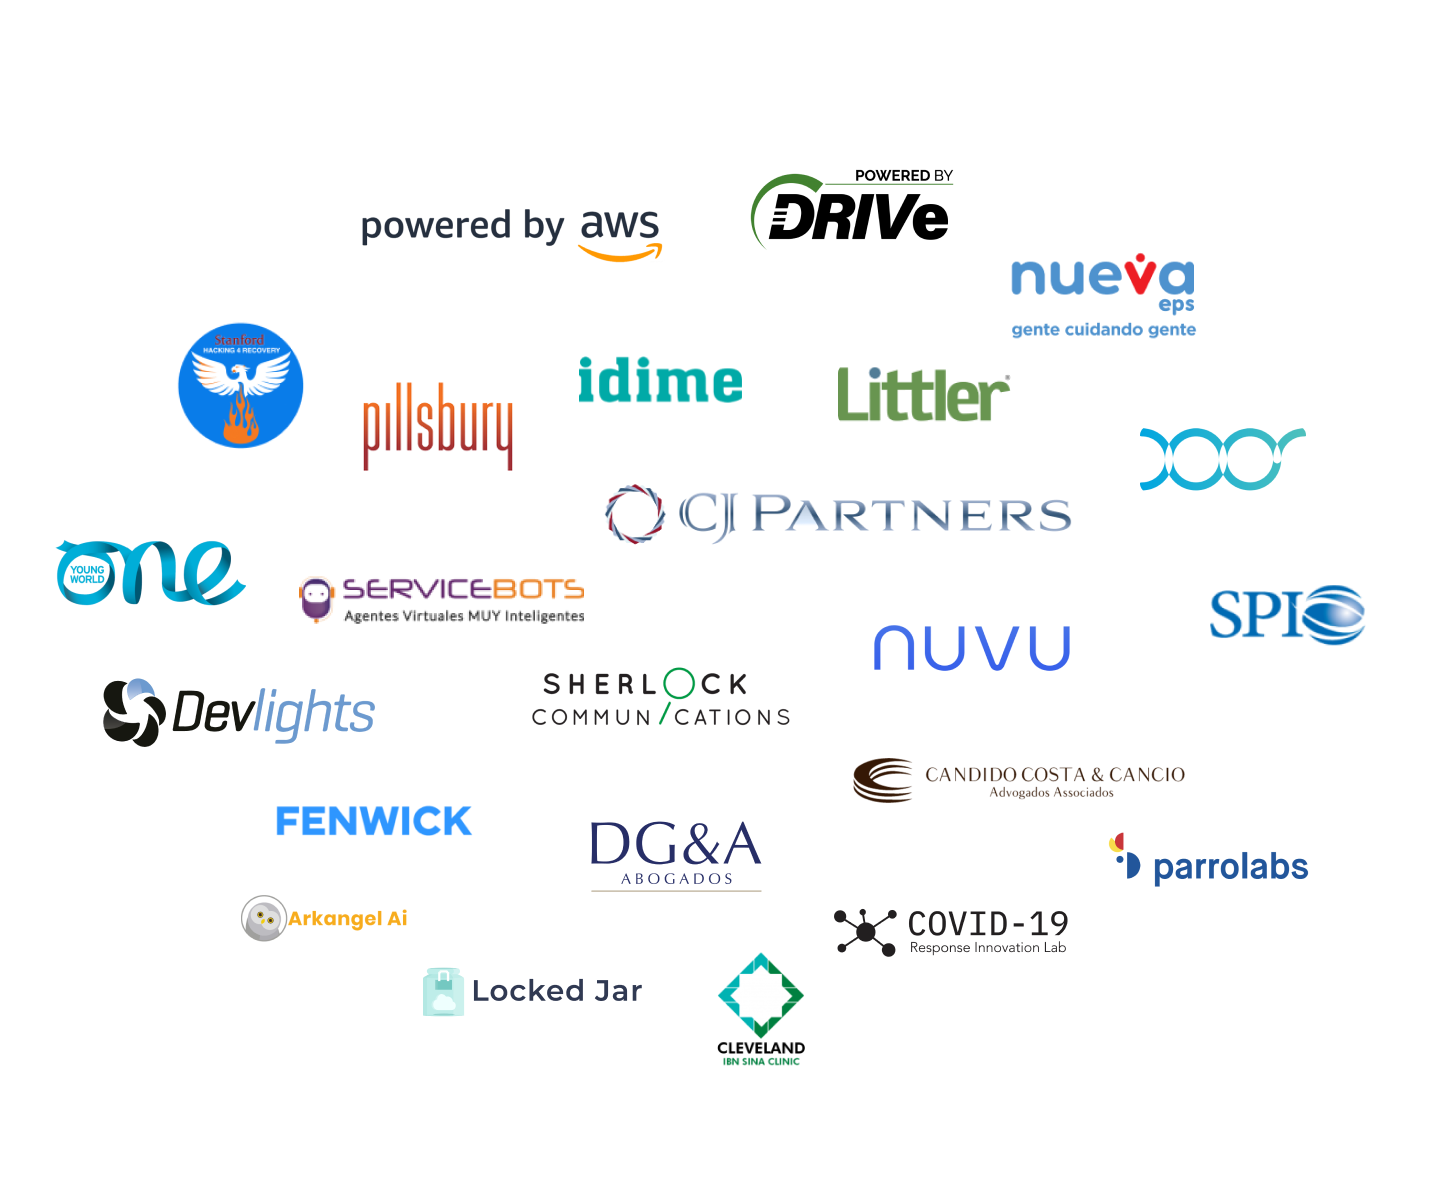 POWERED BY
DRIVe
powered by aws
nueva
eps
gente cuidando gente
Stanford
HACKING 4 RECOVERY
idime
Littler®
pillsbury
CJ PARTNERS
one
YOUNG
WORLD
SERVICEBOTS
Agentes Virtuales MUY Inteligentes
SPI
nuvu
SHERLOCK
COMMUNICATIONS
Devlights
CANDIDO COSTA & CANCIO
Advogados Associados
FENWICK
DG&A
ABOGADOS
parrolabs
Arkangel Ai
COVID-19
Response Innovation Lab
Locked Jar
CLEVELAND
IBN SINA CLINIC